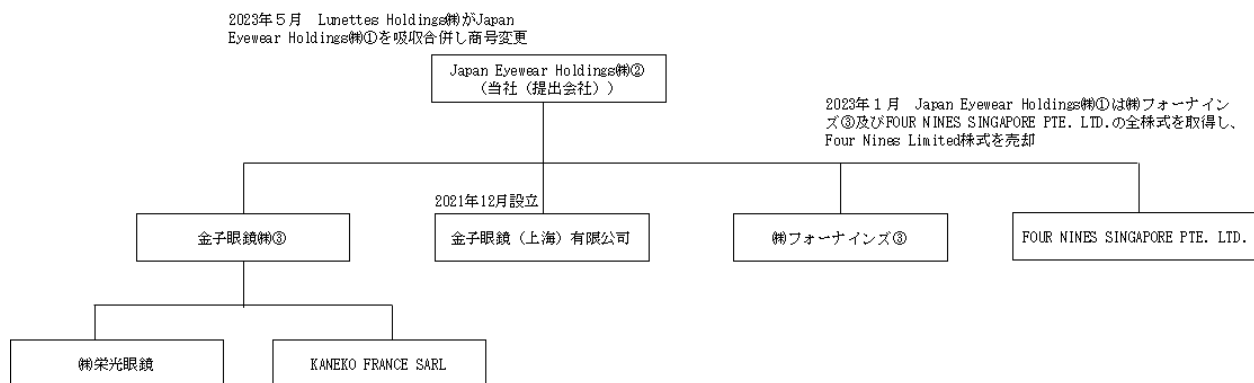 2023年５月　Lunettes Holdings㈱がJapan
Eyewear Holdings㈱①を吸収合併し商号変更
Japan Eyewear Holdings㈱②
（当社（提出会社））
2023年１月　Japan Eyewear Holdings㈱①は㈱フォーナイン
ズ③及びFOUR NINES SINGAPORE PTE. LTD.の全株式を取得し、
Four Nines Limited株式を売却
2021年12月設立
金子眼鏡㈱③
金子眼鏡（上海）有限公司
㈱フォーナインズ③
FOUR NINES SINGAPORE PTE. LTD.
㈱栄光眼鏡
KANEKO FRANCE SARL